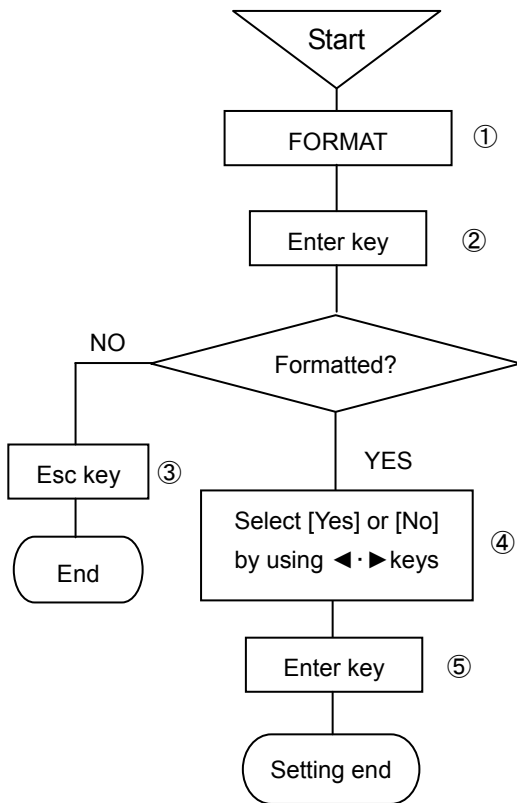 Start
FORMAT ①
Enter key ②
Formatted?
NO
YES
Esc key ③
End
Select [Yes] or [No]
by using ◄·►keys ④
Enter key ⑤
Setting end